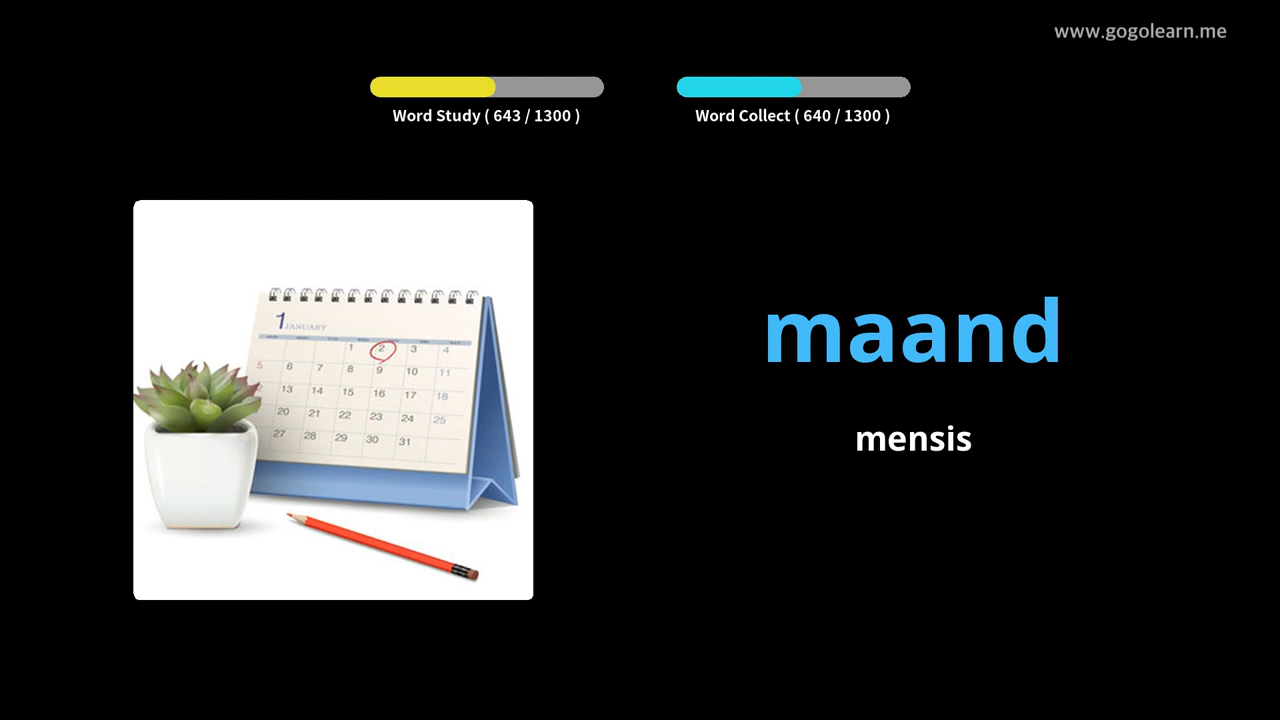 www.gogolearn.me
Word Study ( 643 / 1300 )
Word Collect ( 640 / 1300 )
maand
mensis
1 JANUARY
1 2 3 4
5 6 7 8 9 10 11
13 14 15 16 17 18
20 21 22 23 24 25
27 28 29 30 31